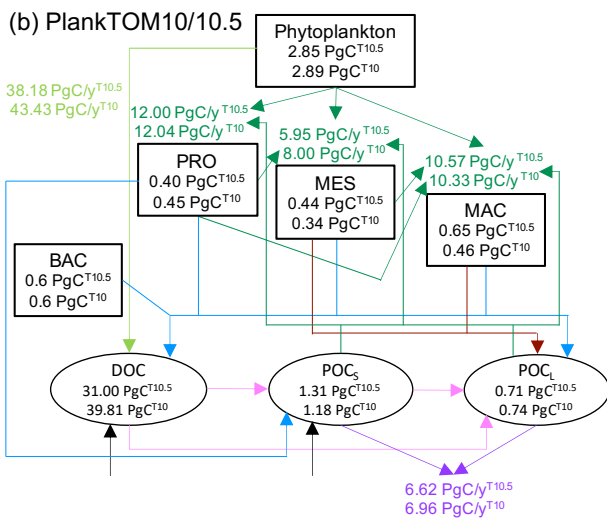 (b) PlankTOM10/10.5
Phytoplankton
2.85 PgC^T10.5
2.89 PgC^T10
38.18 PgC/y^T10.5
43.43 PgC/y^T10
12.00 PgC/y^T10.5
12.04 PgC/y^T10
5.95 PgC/y^T10.5
8.00 PgC/y^T10
10.57 PgC/y^T10.5
10.33 PgC/y^T10
PRO
0.40 PgC^T10.5
0.45 PgC^T10
MES
0.44 PgC^T10.5
0.34 PgC^T10
MAC
0.65 PgC^T10.5
0.46 PgC^T10
BAC
0.6 PgC^T10.5
0.6 PgC^T10
DOC
31.00 PgC^T10.5
39.81 PgC^T10
POC_S
1.31 PgC^T10.5
1.18 PgC^T10
POC_L
0.71 PgC^T10.5
0.74 PgC^T10
6.62 PgC/y^T10.5
6.96 PgC/y^T10